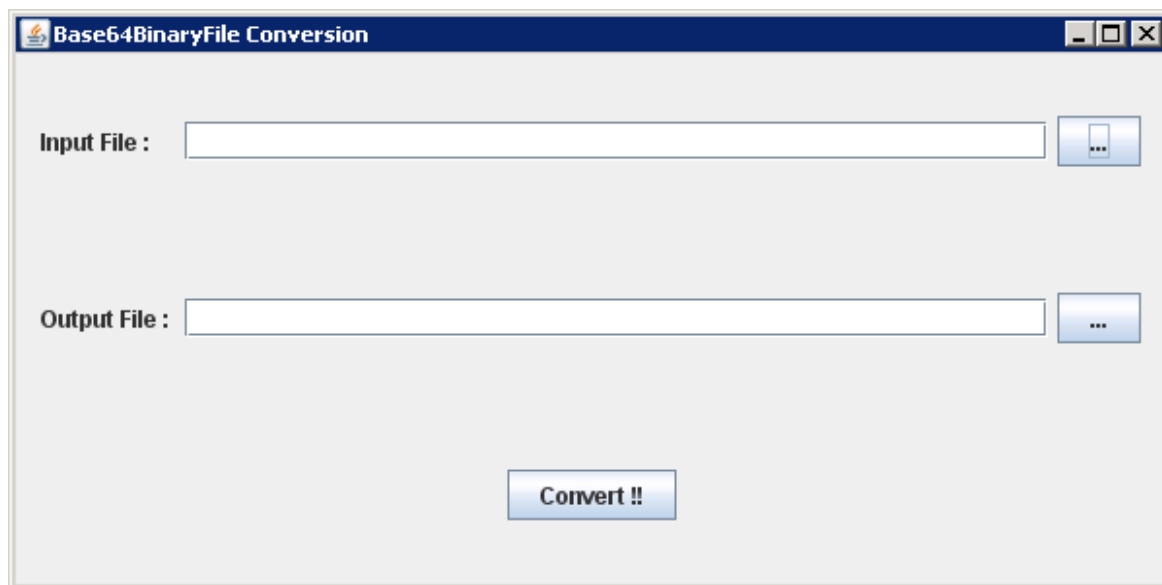 Base64BinaryFile Conversion
Input File :
...
Output File :
...
Convert !!